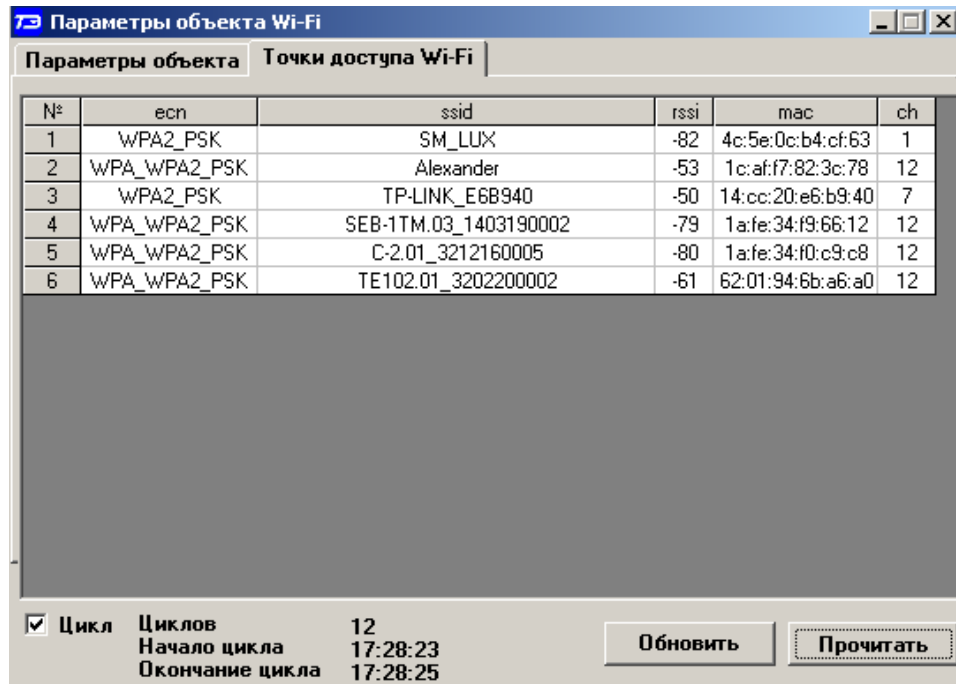 ТЭ Параметры объекта Wi-Fi
Параметры объекта Точки доступа Wi-Fi
№ ecn ssid rssi mac ch
1 WPA2_PSK SM_LUX -82 4c:5e:0c:b4:cf:63 1
2 WPA_WPA2_PSK Alexander -53 1c:af:f7:82:3c:78 12
3 WPA2_PSK TP-LINK_E6B940 -50 14:cc:20:e6:b9:40 7
4 WPA_WPA2_PSK SEB-1TM.03_1403190002 -79 1a:fe:34:f9:66:12 12
5 WPA_WPA2_PSK C-2.01_3212160005 -80 1a:fe:34:f0:c9:c8 12
6 WPA_WPA2_PSK TE102.01_3202200002 -61 62:01:94:6b:a6:a0 12
Цикл Циклов 12
Начало цикла 17:28:23
Окончание цикла 17:28:25
Обновить Прочитать